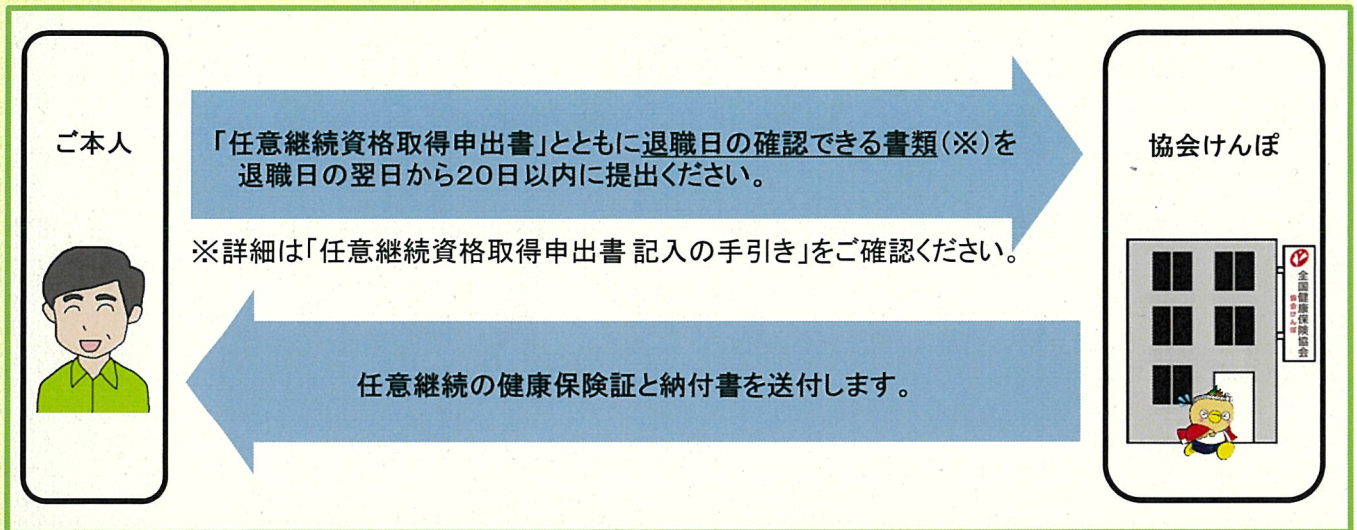 ご本人
「任意継続資格取得申出書」とともに退職日の確認できる書類(※)を
退職日の翌日から20日以内に提出ください。
協会けんぽ
※詳細は「任意継続資格取得申出書 記入の手引き」をご確認ください。
全国健康保険協会
協会けんぽ
任意継続の健康保険証と納付書を送付します。